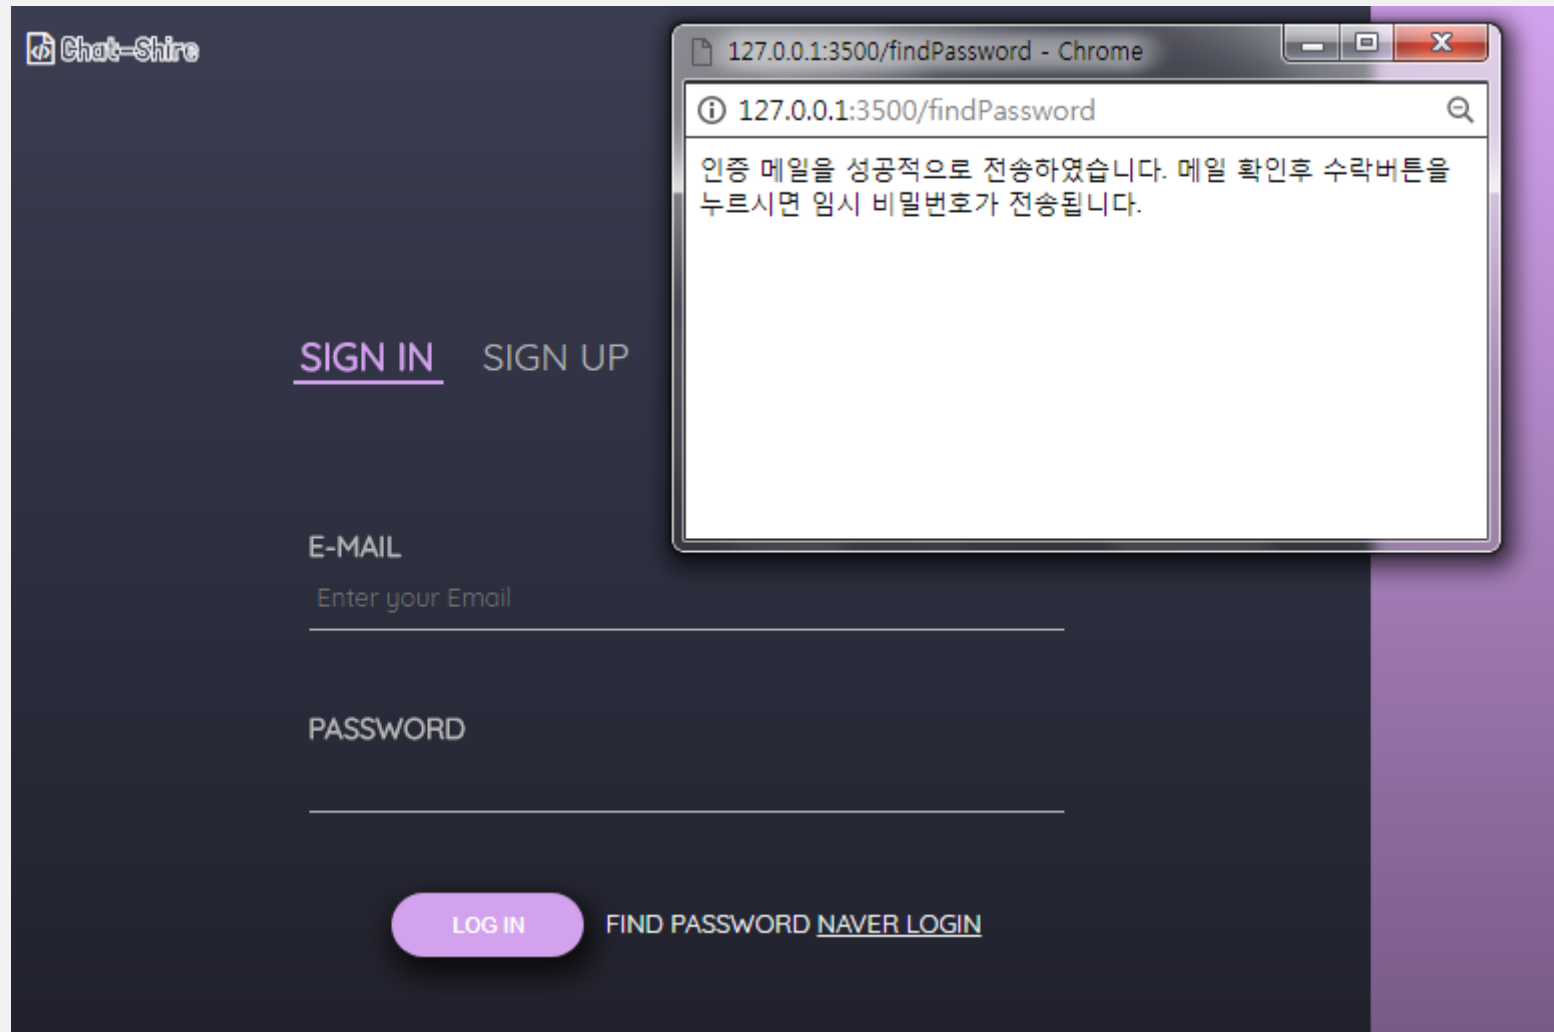 Chat-Shire
127.0.0.1:3500/findPassword - Chrome
127.0.0.1:3500/findPassword
인증 메일을 성공적으로 전송하였습니다. 메일 확인후 수락버튼을
누르시면 임시 비밀번호가 전송됩니다.
SIGN IN SIGN UP
E-MAIL
Enter your Email
PASSWORD
LOG IN FIND PASSWORD NAVER LOGIN